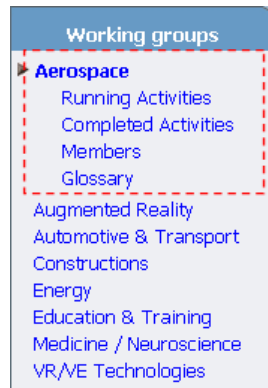 Working groups
Aerospace
Running Activities
Completed Activities
Members
Glossary
Augmented Reality
Automotive & Transport
Constructions
Energy
Education & Training
Medicine / Neuroscience
VR/VE Technologies